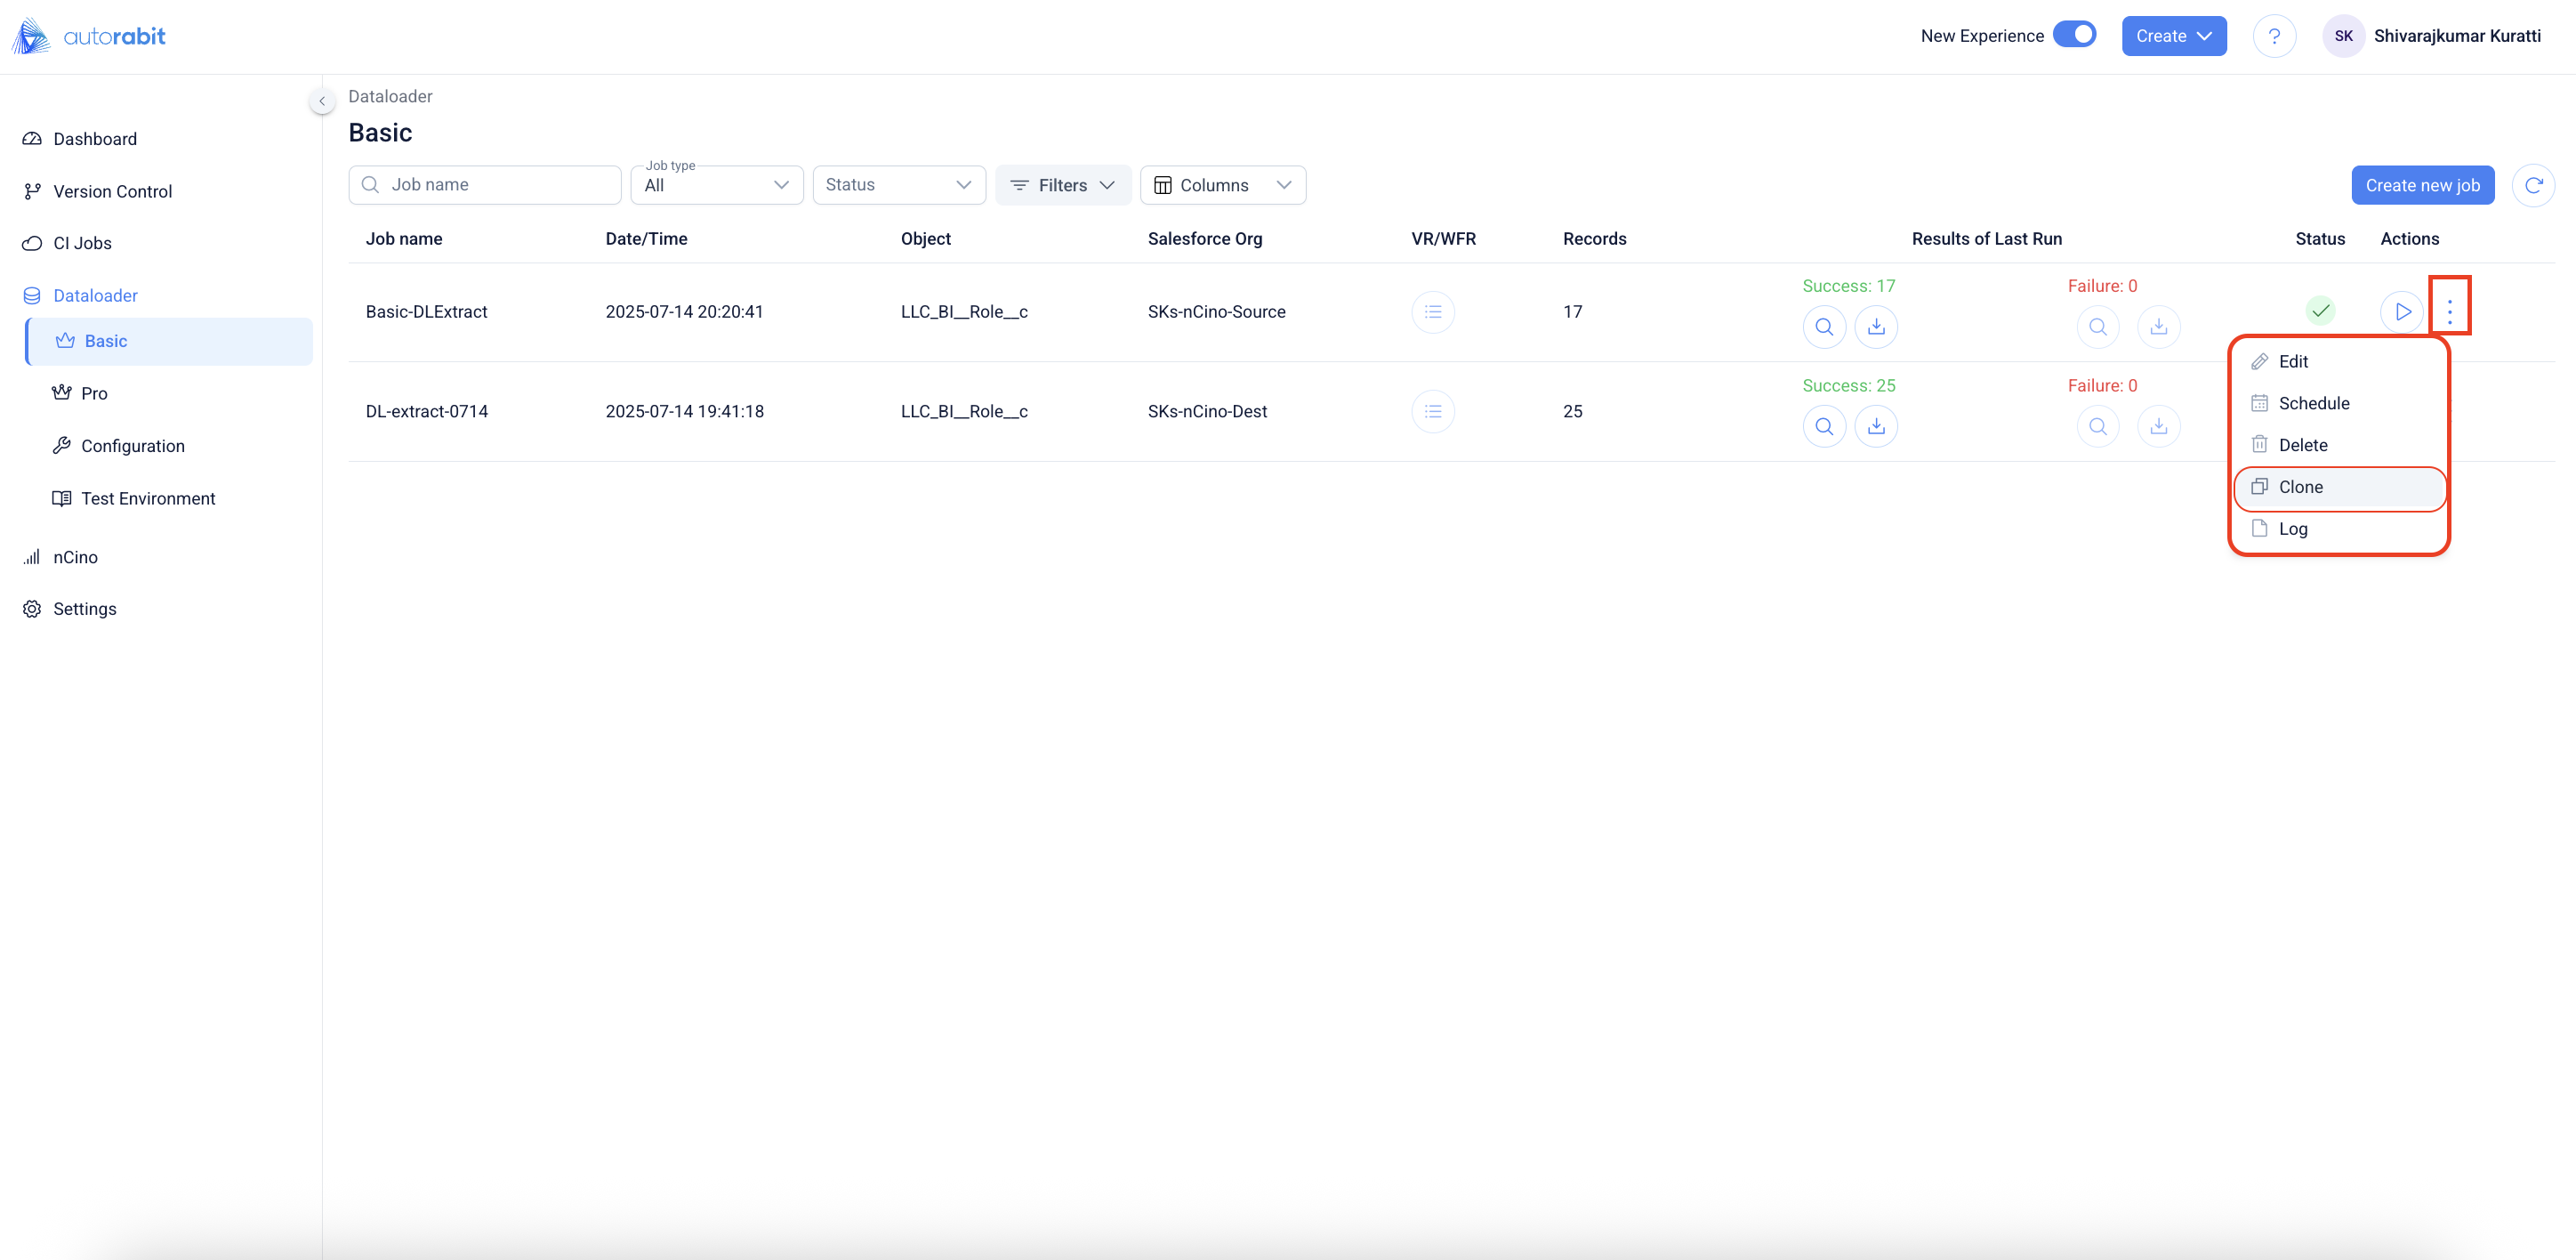 autorabit
New Experience
Create
?
SK
Shivarajkumar Kuratti
Dashboard
Version Control
CI Jobs
Dataloader
Basic
Pro
Configuration
Test Environment
nCino
Settings
Dataloader
Basic
Job name
Job type
All
Status
Filters
Columns
Create new job
Job name Date/Time Object Salesforce Org VR/WFR Records Results of Last Run Status Actions
Basic-DLExtract 2025-07-14 20:20:41 LLC_BI__Role__c SKs-nCino-Source 17 Success: 17 Failure: 0
DL-extract-0714 2025-07-14 19:41:18 LLC_BI__Role__c SKs-nCino-Dest 25 Success: 25 Failure: 0
Edit
Schedule
Delete
Clone
Log